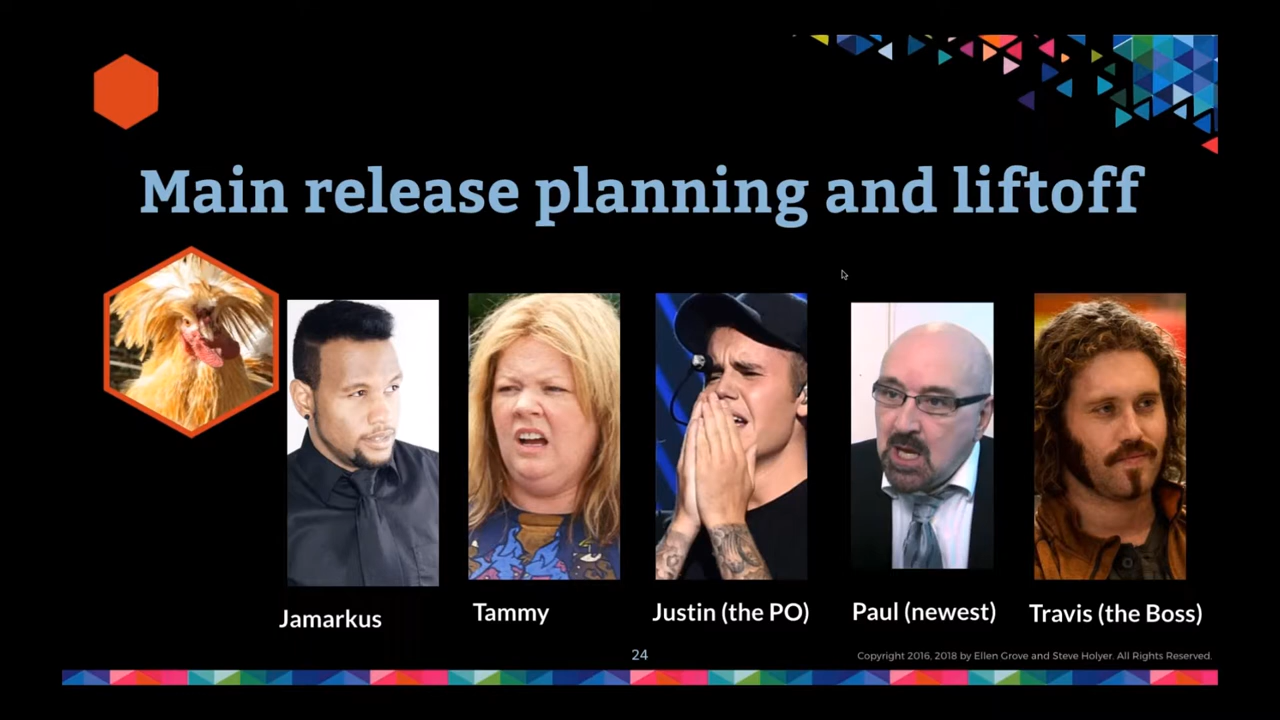 Main release planning and liftoff
Jamarkus
Tammy
Justin (the PO)
Paul (newest)
Travis (the Boss)
24
Copyright 2016, 2018 by Ellen Grove and Steve Holyer. All Rights Reserved.